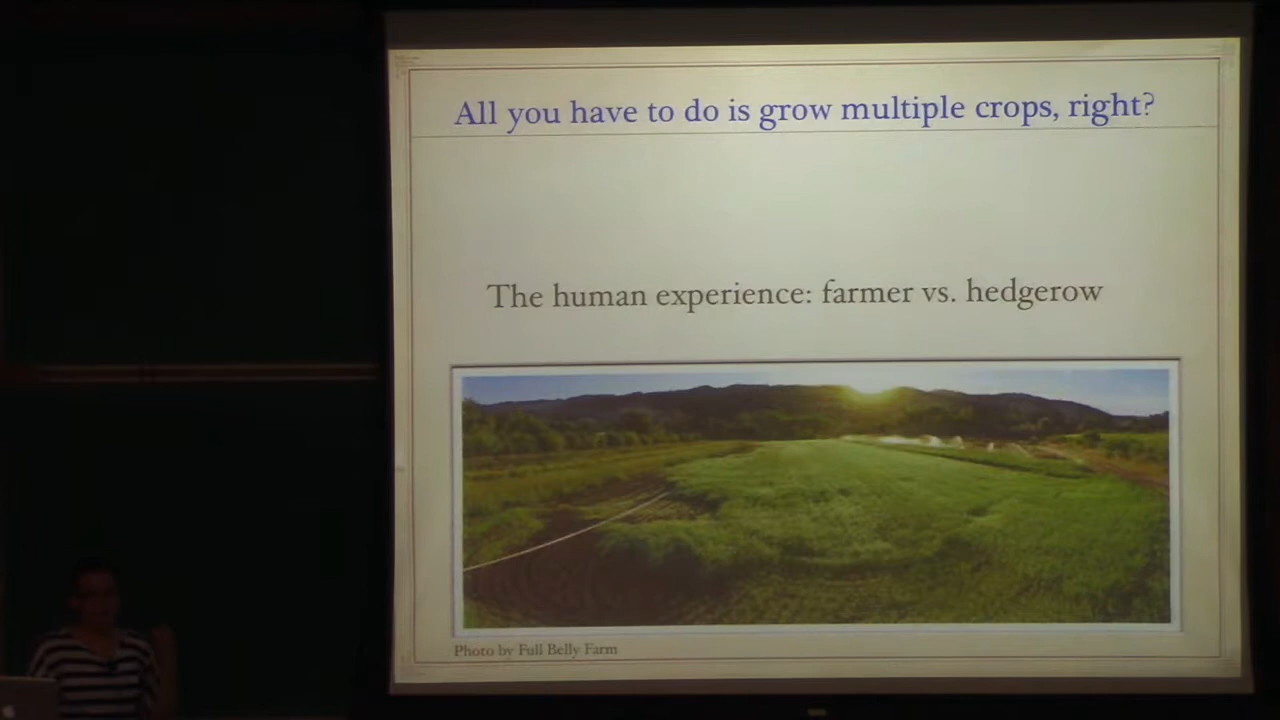 All you have to do is grow multiple crops, right?
The human experience: farmer vs. hedgerow
Photo by Full Belly Farm